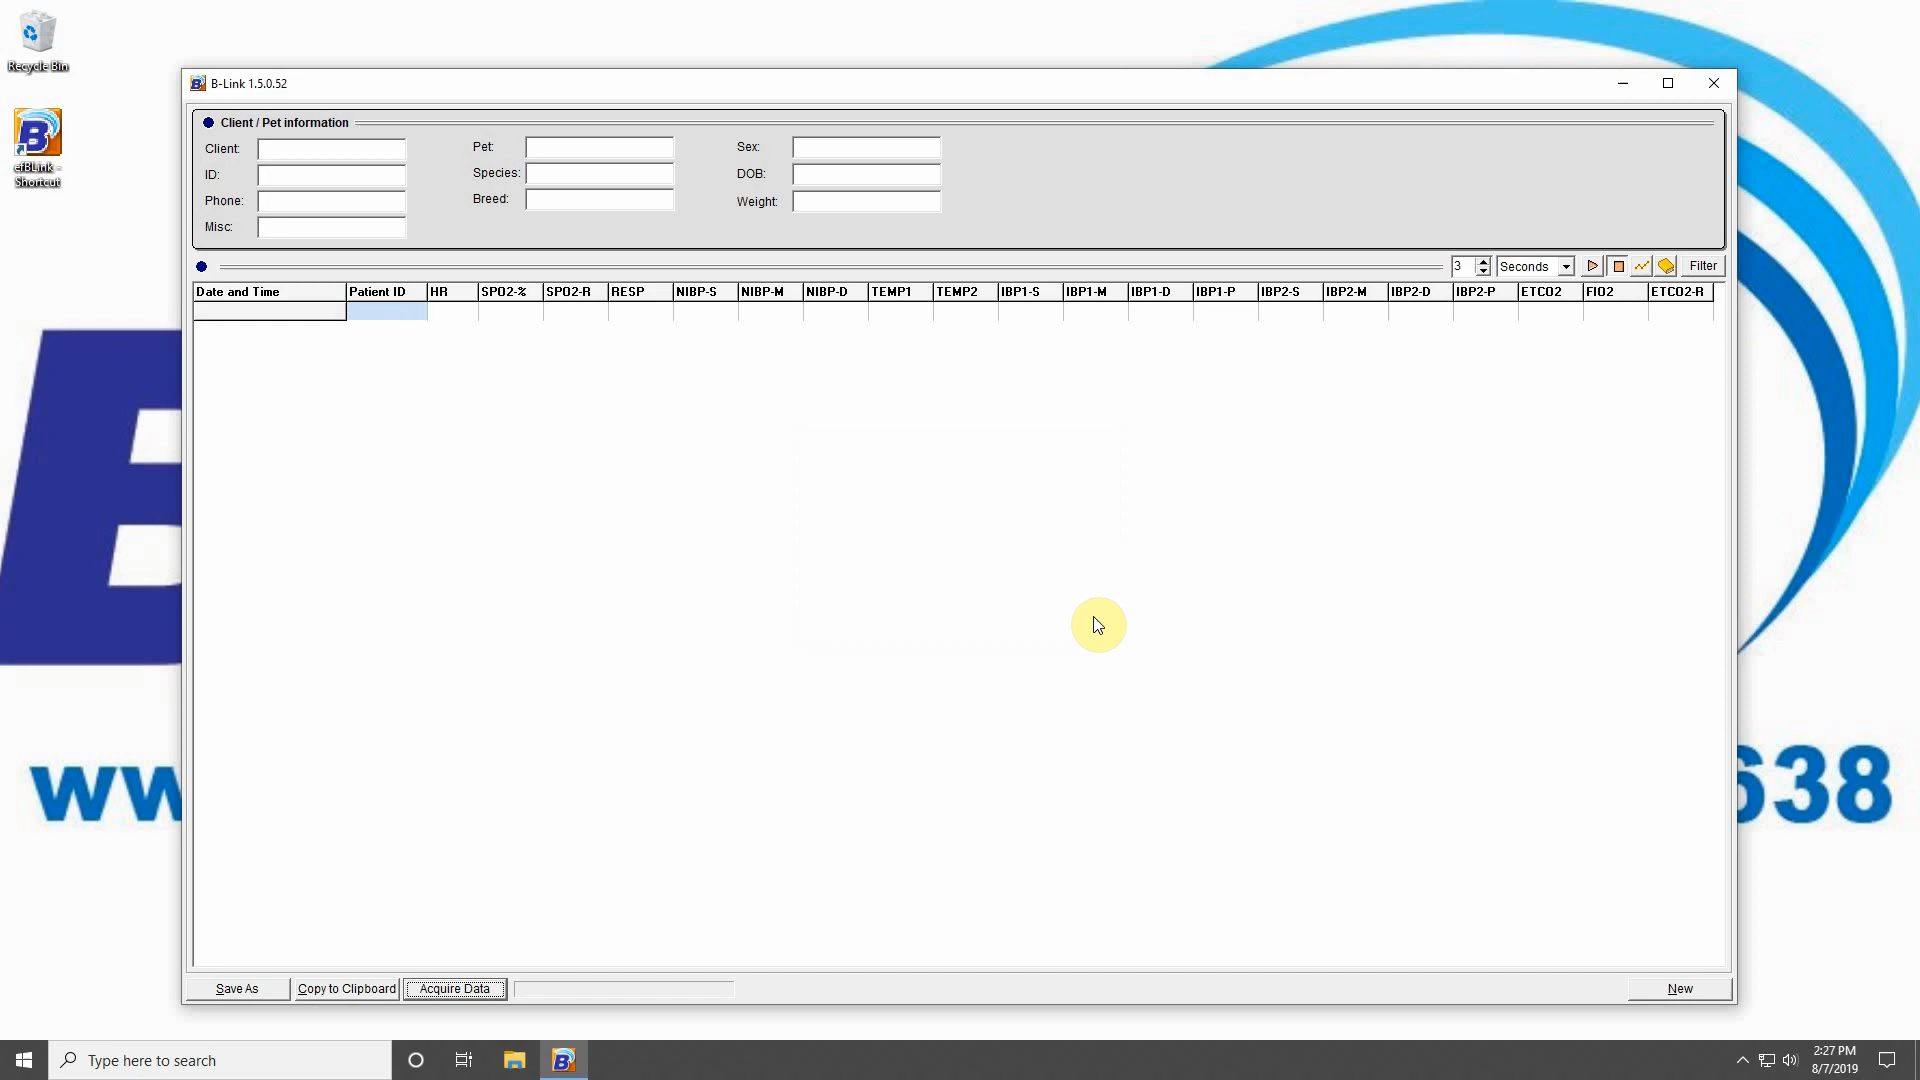 Recycle Bin
efBLink -
Shortcut
B-Link 1.5.0.52
Client / Pet information
Client:
Pet:
Sex:
ID:
Species:
DOB:
Phone:
Breed:
Weight:
Misc:
3 Seconds Filter
Date and Time Patient ID HR SPO2-% SPO2-R RESP NIBP-S NIBP-M NIBP-D TEMP1 TEMP2 IBP1-S IBP1-M IBP1-D IBP1-P IBP2-S IBP2-M IBP2-D IBP2-P ETCO2 FIO2 ETCO2-R
638
Save As Copy to Clipboard Acquire Data New
Type here to search
2:27 PM
8/7/2019